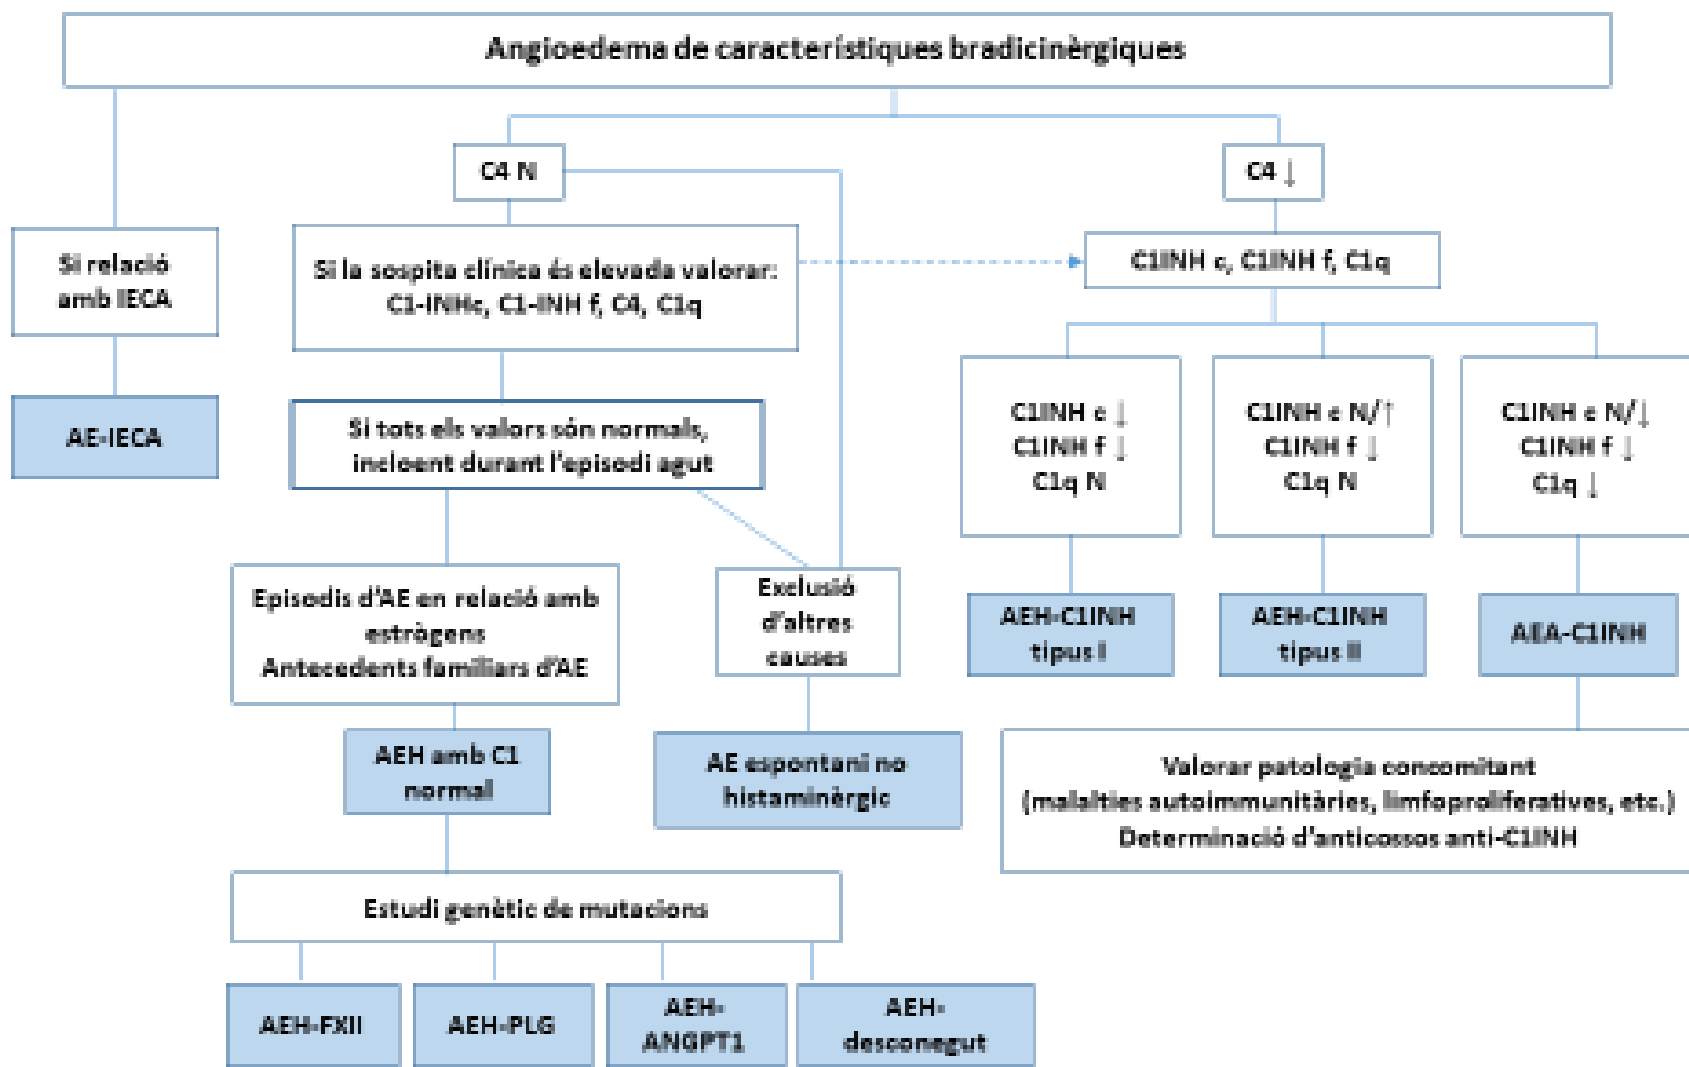 Angioedema de característiques bradicinèrgiques
C4 N
C4 ↓
Si relació
amb IECA
Si la sospita clínica és elevada valorar:
C1-INHc, C1-INH f, C4, C1q
C1INH c, C1INH f, C1q
AE-IECA
Si tots els valors són normals,
incloent durant l'episodi agut
C1INH c ↓
C1INH f ↓
C1q N
C1INH c N/↑
C1INH f ↓
C1q N
C1INH c N/↓
C1INH f ↓
C1q ↓
Episodis d'AE en relació amb
estrògens
Antecedents familiars d'AE
Exclusió
d'altres
causes
AEH-C1INH
tipus I
AEH-C1INH
tipus II
AEA-C1INH
AEH amb C1
normal
AE espontani no
histaminèrgic
Valorar patologia concomitant
(malalties autoimmunitàries, limfoproliferatives, etc.)
Determinació d'anticossos anti-C1INH
Estudi genètic de mutacions
AEH-FXII
AEH-PLG
AEH-
ANGPT1
AEH-
desconegut